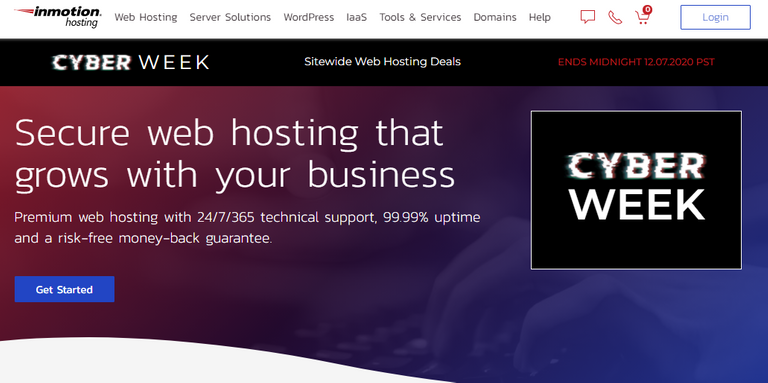 inmotion
hosting
Web Hosting Server Solutions WordPress IaaS Tools & Services Domains Help 0 Login
CYBER WEEK Sitewide Web Hosting Deals ENDS MIDNIGHT 12.07.2020 PST
Secure web hosting that
grows with your business
Premium web hosting with 24/7/365 technical support, 99.99% uptime
and a risk-free money-back guarantee.
Get Started
CYBER
WEEK